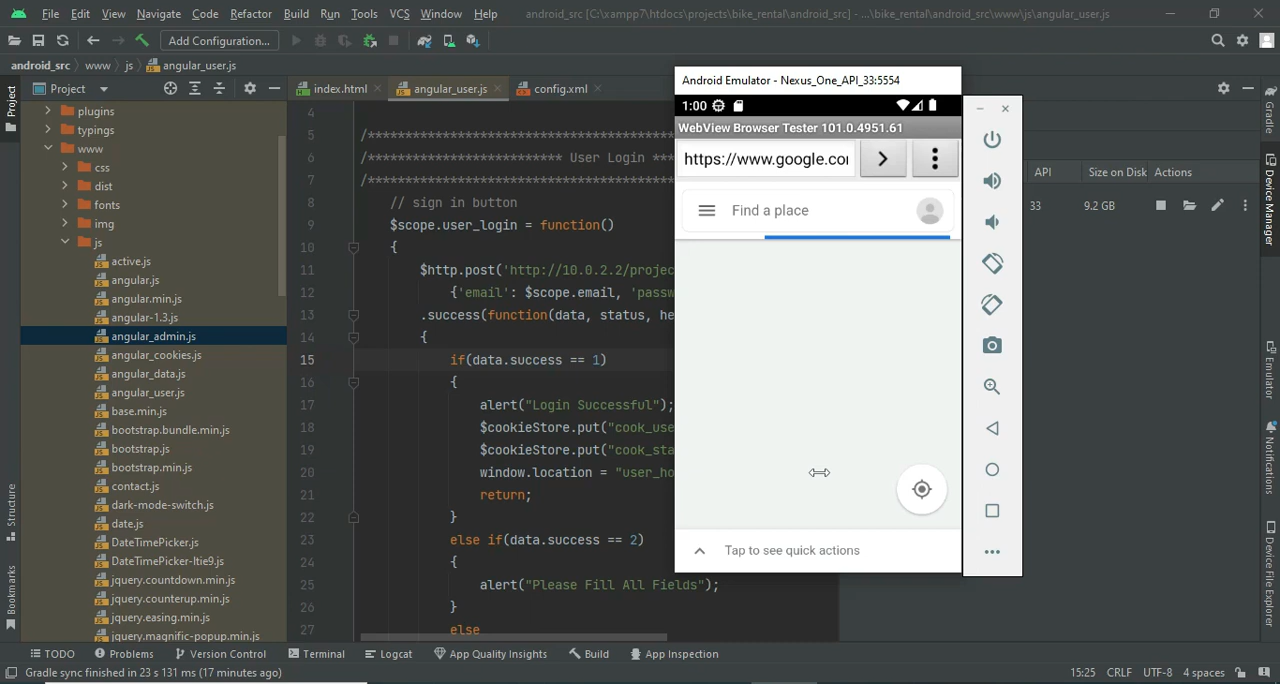 File Edit View Navigate Code Refactor Build Run Tools VCS Window Help android_src [C:\xampp7\htdocs\projects\bike_rental\android_src] - ...\bike_rental\android_src\www\js\angular_user.js
Add Configuration...
android_src www js angular_user.js
Project
index.html angular_user.js config.xml
plugins
typings
www
css
dist
fonts
img
js
active.js
angular.js
angular.min.js
angular-1.3.js
angular_admin.js
angular_cookies.js
angular_data.js
angular_user.js
base.min.js
bootstrap.bundle.min.js
bootstrap.js
bootstrap.min.js
contact.js
dark-mode-switch.js
date.js
DateTimePicker.js
DateTimePicker-ltie9.js
jquery.countdown.min.js
jquery.counterup.min.js
jquery.easing.min.js
jquery.magnific-popup.min.js
4
5 /****************************************
6 /************************** User Login ***
7 /****************************************
8 // sign in button
9 $scope.user_login = function()
10 {
11 $http.post('http://10.0.2.2/projec
12 {'email': $scope.email, 'passw
13 .success(function(data, status, he
14 {
15 if(data.success == 1)
16 {
17 alert("Login Successful");
18 $cookieStore.put("cook_use
19 $cookieStore.put("cook_sta
20 window.location = "user_ho
21 return;
22 }
23 else if(data.success == 2)
24 {
25 alert("Please Fill All Fields");
26 }
27 else
Android Emulator - Nexus_One_API_33:5554
1:00
WebView Browser Tester 101.0.4951.61
https://www.google.co
Find a place
Tap to see quick actions
API Size on Disk Actions
33 9.2 GB
Project
Structure
Bookmarks
Gradle
Device Manager
Emulator
Notifications
Device File Explorer
TODO Problems Version Control Terminal Logcat App Quality Insights Build App Inspection
Gradle sync finished in 23 s 131 ms (17 minutes ago) 15:25 CRLF UTF-8 4 spaces